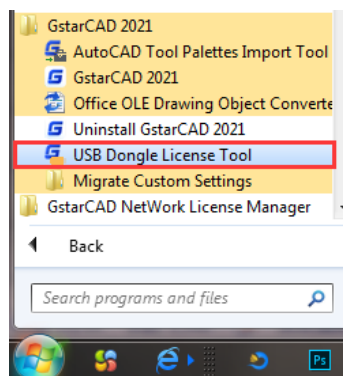 GstarCAD 2021
AutoCAD Tool Palettes Import Tool
GstarCAD 2021
Office OLE Drawing Object Converte
Uninstall GstarCAD 2021
USB Dongle License Tool
Migrate Custom Settings
GstarCAD NetWork License Manager
Back
Search programs and files
Ps